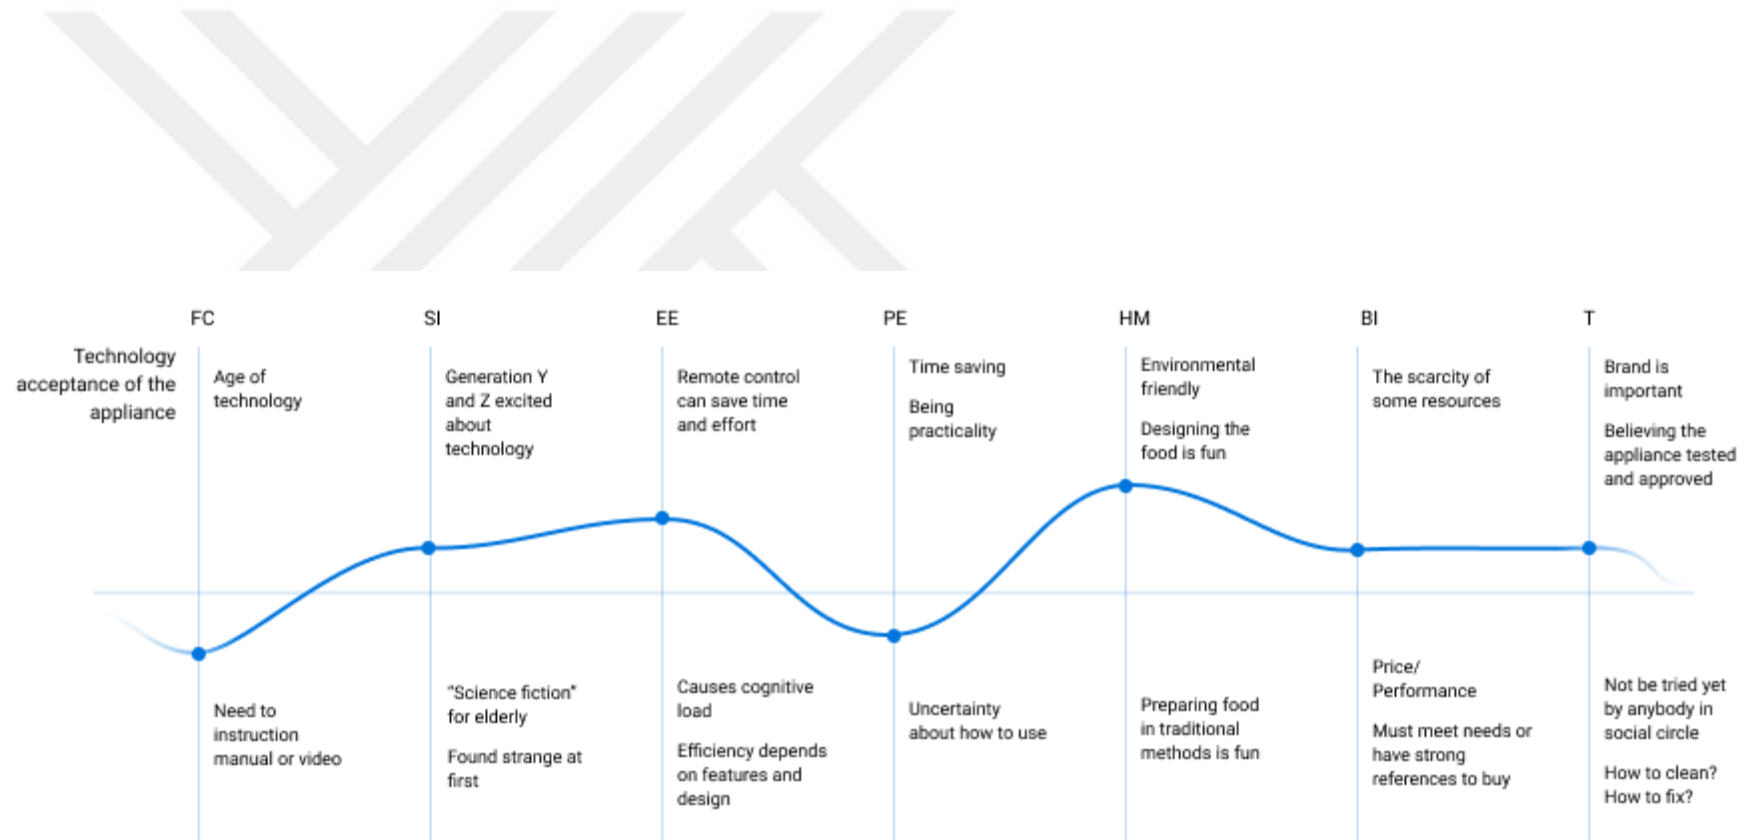 FC
SI
EE
PE
HM
BI
T
Technology
acceptance of the
appliance
Age of
technology
Generation Y
and Z excited
about
technology
Remote control
can save time
and effort
Time saving
Being
practicality
Environmental
friendly
Designing the
food is fun
The scarcity of
some resources
Brand is
important
Believing the
appliance tested
and approved
Need to
instruction
manual or video
"Science fiction"
for elderly
Found strange at
first
Causes cognitive
load
Efficiency depends
on features and
design
Uncertainty
about how to use
Preparing food
in traditional
methods is fun
Price/
Performance
Must meet needs or
have strong
references to buy
Not be tried yet
by anybody in
social circle
How to clean?
How to fix?